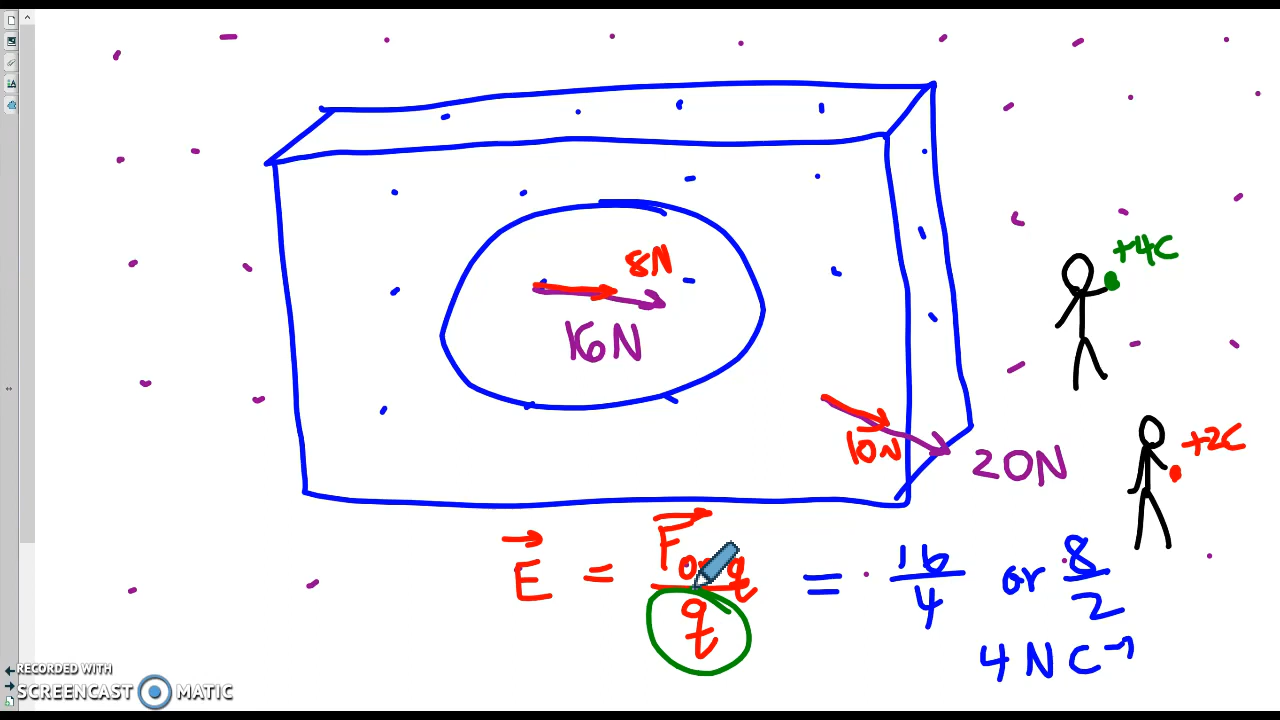 +4C
8N
16N
+2C
10N
20N
E = F on q / q = 16/4 or 8/2
4 N C⁻¹
RECORDED WITH
SCREENCAST MATIC